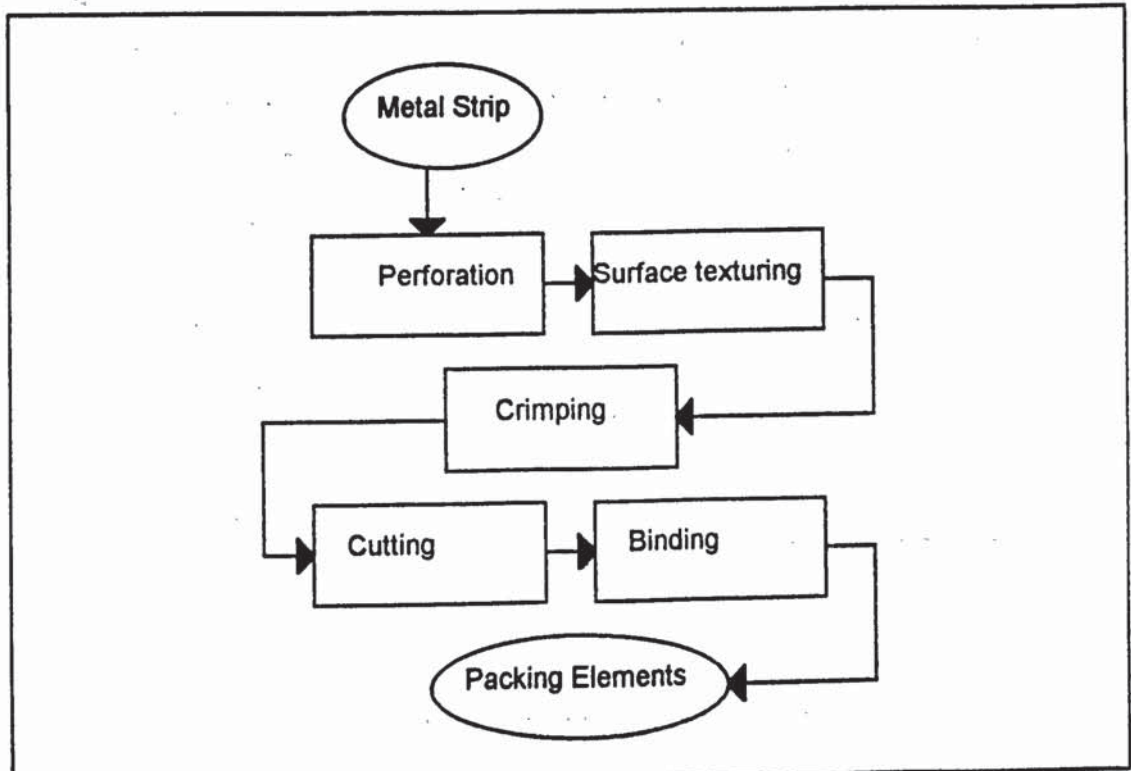 Metal Strip
Perforation
Surface texturing
Crimping
Cutting
Binding
Packing Elements